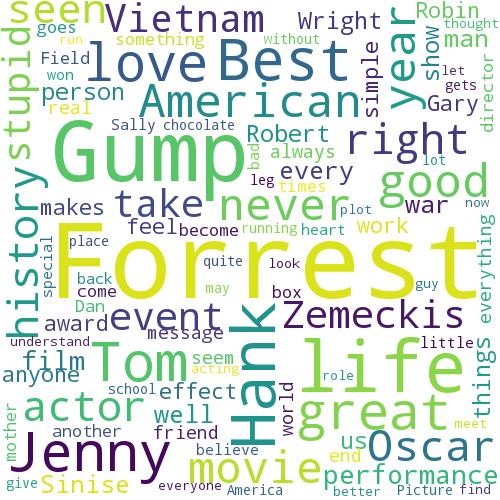 seen
goes
Vietnam
something
run
Wright
year
Robin
thought
without
man
show
won
Field
love
Best
simple
let
gets
director
stupid
person
real
American
Gary
Sally
chocolate
Robert
right
lot
Gump
bad
always
every
good
leg
times
history
makes
take
never
war
plot
now
everything
feel
become
running
heart
work
special
place
Forrest
back
quite
look
guy
come
may
box
Dan
award
event
Hank
Zemeckis
understand
message
little
film
Tom
seem
life
things
anyone
acting
role
school
effect
world
actor
well
great
meet
mother
another
friend
us
Oscar
Jenny
believe
end
movie
performance
give
Sinise
everyone
America
better
Picture
find